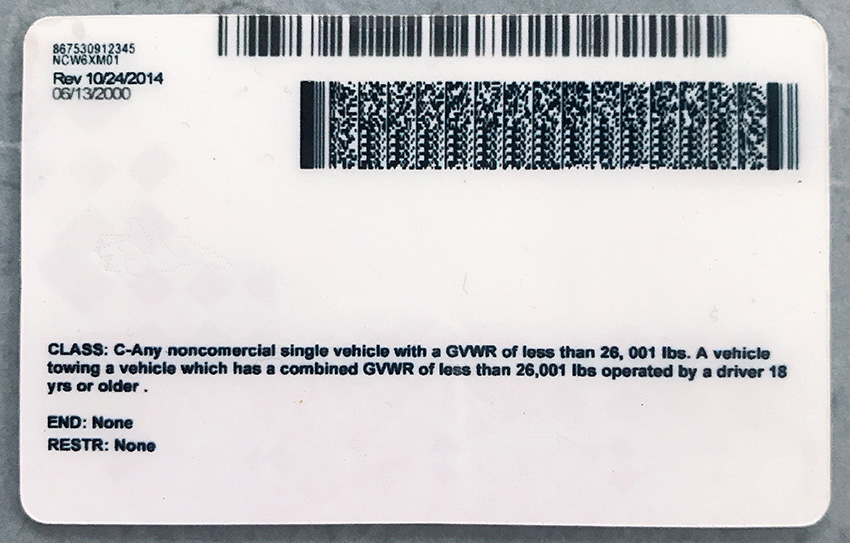 867530912345
NCW6XM01
Rev 10/24/2014
06/13/2000
CLASS: C-Any noncomercial single vehicle with a GVWR of less than 26, 001 lbs. A vehicle
towing a vehicle which has a combined GVWR of less than 26,001 lbs operated by a driver 18
yrs or older .
END: None
RESTR: None